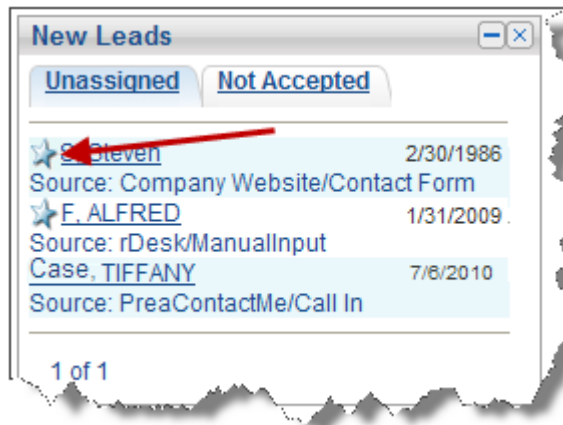 New Leads
Unassigned Not Accepted
S, Steven 2/30/1986
Source: Company Website/Contact Form
F, ALFRED 1/31/2009
Source: rDesk/ManualInput
Case, TIFFANY 7/6/2010
Source: PreaContactMe/Call In
1 of 1